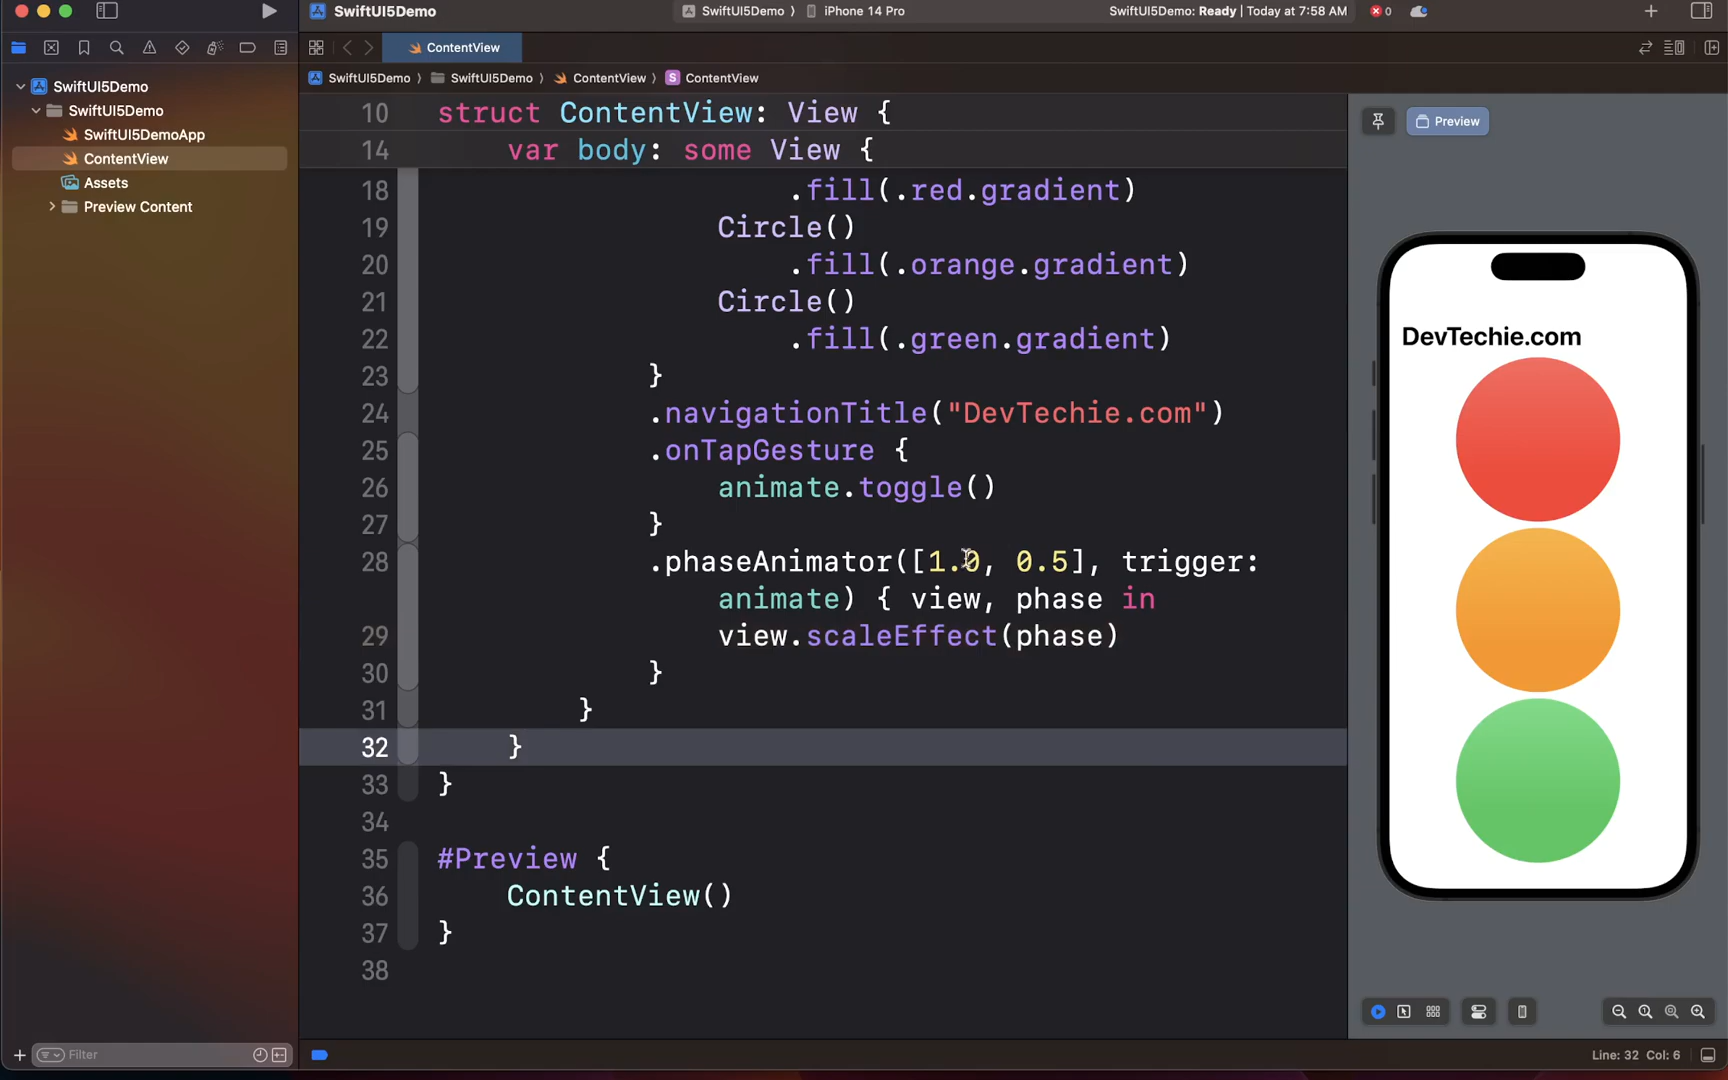 SwiftUI5Demo
SwiftUI5Demo 〉 iPhone 14 Pro
SwiftUI5Demo: Ready | Today at 7:58 AM
0
ContentView
SwiftUI5Demo 〉 SwiftUI5Demo 〉 ContentView 〉 S ContentView
SwiftUI5Demo
SwiftUI5Demo
SwiftUI5DemoApp
ContentView
Assets
Preview Content
10 struct ContentView: View {
14 var body: some View {
18 .fill(.red.gradient)
19 Circle()
20 .fill(.orange.gradient)
21 Circle()
22 .fill(.green.gradient)
23 }
24 .navigationTitle("DevTechie.com")
25 .onTapGesture {
26 animate.toggle()
27 }
28 .phaseAnimator([1.0, 0.5], trigger:
animate) { view, phase in
29 view.scaleEffect(phase)
30 }
31 }
32 }
33 }
34
35 #Preview {
36 ContentView()
37 }
38
Preview
DevTechie.com
Filter
Line: 32 Col: 6